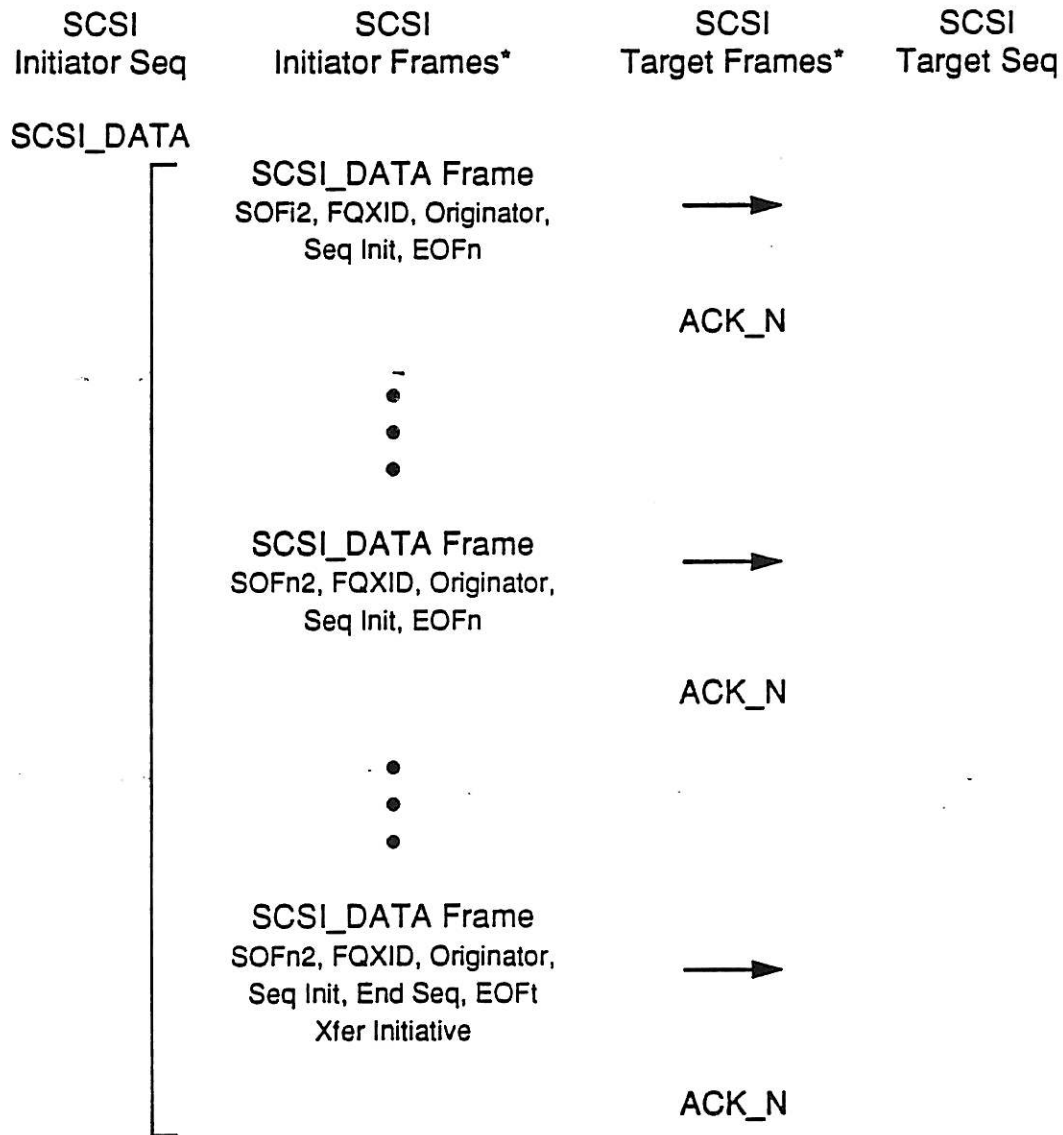 SCSI
Initiator Seq
SCSI
Initiator Frames*
SCSI
Target Frames*
SCSI
Target Seq
SCSI_DATA
SCSI_DATA Frame
SOFi2, FQXID, Originator,
Seq Init, EOFn
ACK_N
SCSI_DATA Frame
SOFn2, FQXID, Originator,
Seq Init, EOFn
ACK_N
SCSI_DATA Frame
SOFn2, FQXID, Originator,
Seq Init, End Seq, EOFt
Xfer Initiative
ACK_N